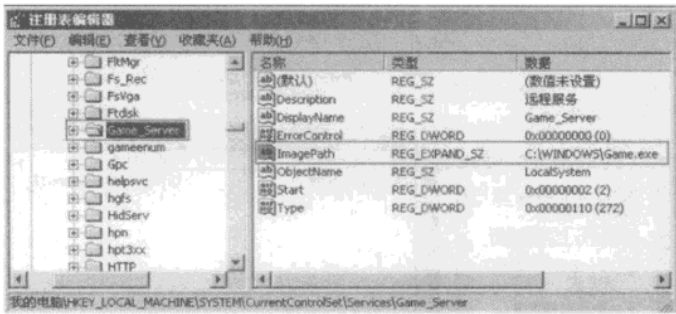 注册表编辑器
文件(F) 编辑(E) 查看(V) 收藏夹(A) 帮助(H)
FltMgr
Fs_Rec
FsVga
Ftdisk
Game_Server
gameenum
Gpc
helpsvc
hgfs
HidServ
hpn
hpt3xx
HTTP
名称 类型 数据
(默认) REG_SZ (数值未设置)
Description REG_SZ 远程服务
DisplayName REG_SZ Game_Server
ErrorControl REG_DWORD 0x00000000 (0)
ImagePath REG_EXPAND_SZ C:\WINDOWS\Game.exe
ObjectName REG_SZ LocalSystem
Start REG_DWORD 0x00000002 (2)
Type REG_DWORD 0x00000110 (272)
我的电脑\HKEY_LOCAL_MACHINE\SYSTEM\CurrentControlSet\Services\Game_Server